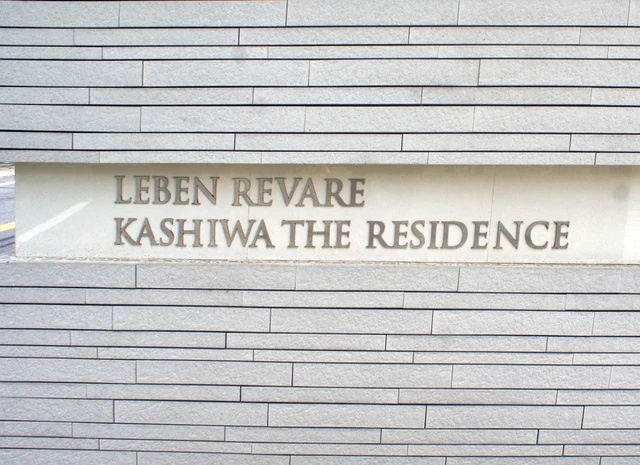 LEBEN REVARE
KASHIWA THE RESIDENCE